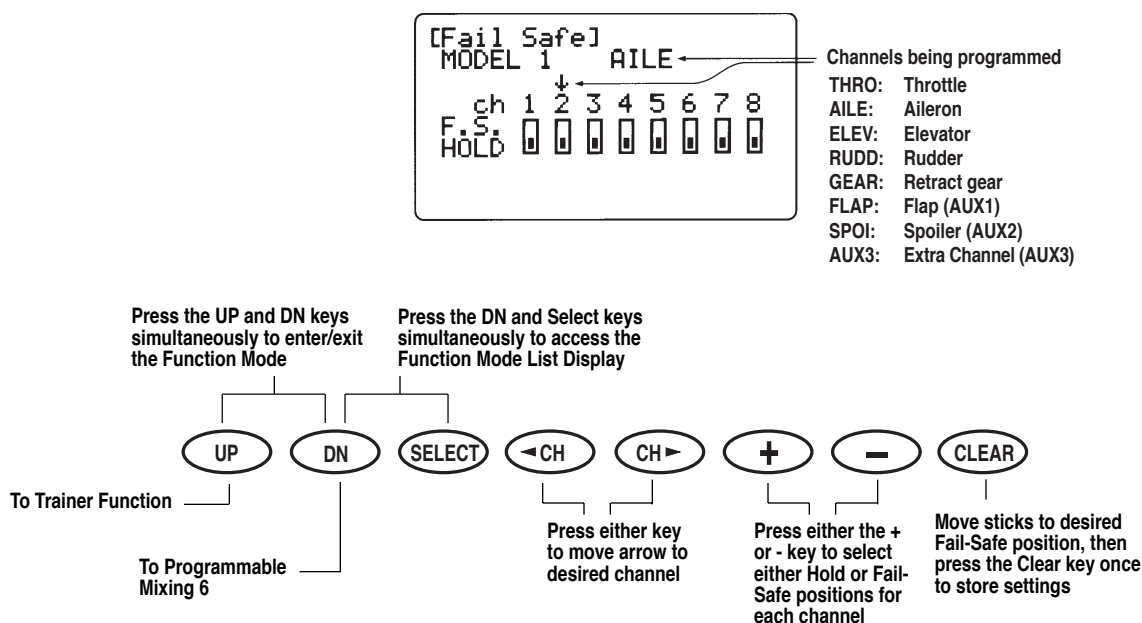 [Fail Safe]
MODEL 1 AILE
ch 1 2 3 4 5 6 7 8
F.S.
HOLD
Channels being programmed
THRO: Throttle
AILE: Aileron
ELEV: Elevator
RUDD: Rudder
GEAR: Retract gear
FLAP: Flap (AUX1)
SPOI: Spoiler (AUX2)
AUX3: Extra Channel (AUX3)
Press the UP and DN keys
simultaneously to enter/exit
the Function Mode
Press the DN and Select keys
simultaneously to access the
Function Mode List Display
UP DN SELECT ◄CH CH► + − CLEAR
To Trainer Function
To Programmable
Mixing 6
Press either key
to move arrow to
desired channel
Press either the +
or - key to select
either Hold or Fail-
Safe positions for
each channel
Move sticks to desired
Fail-Safe position, then
press the Clear key once
to store settings